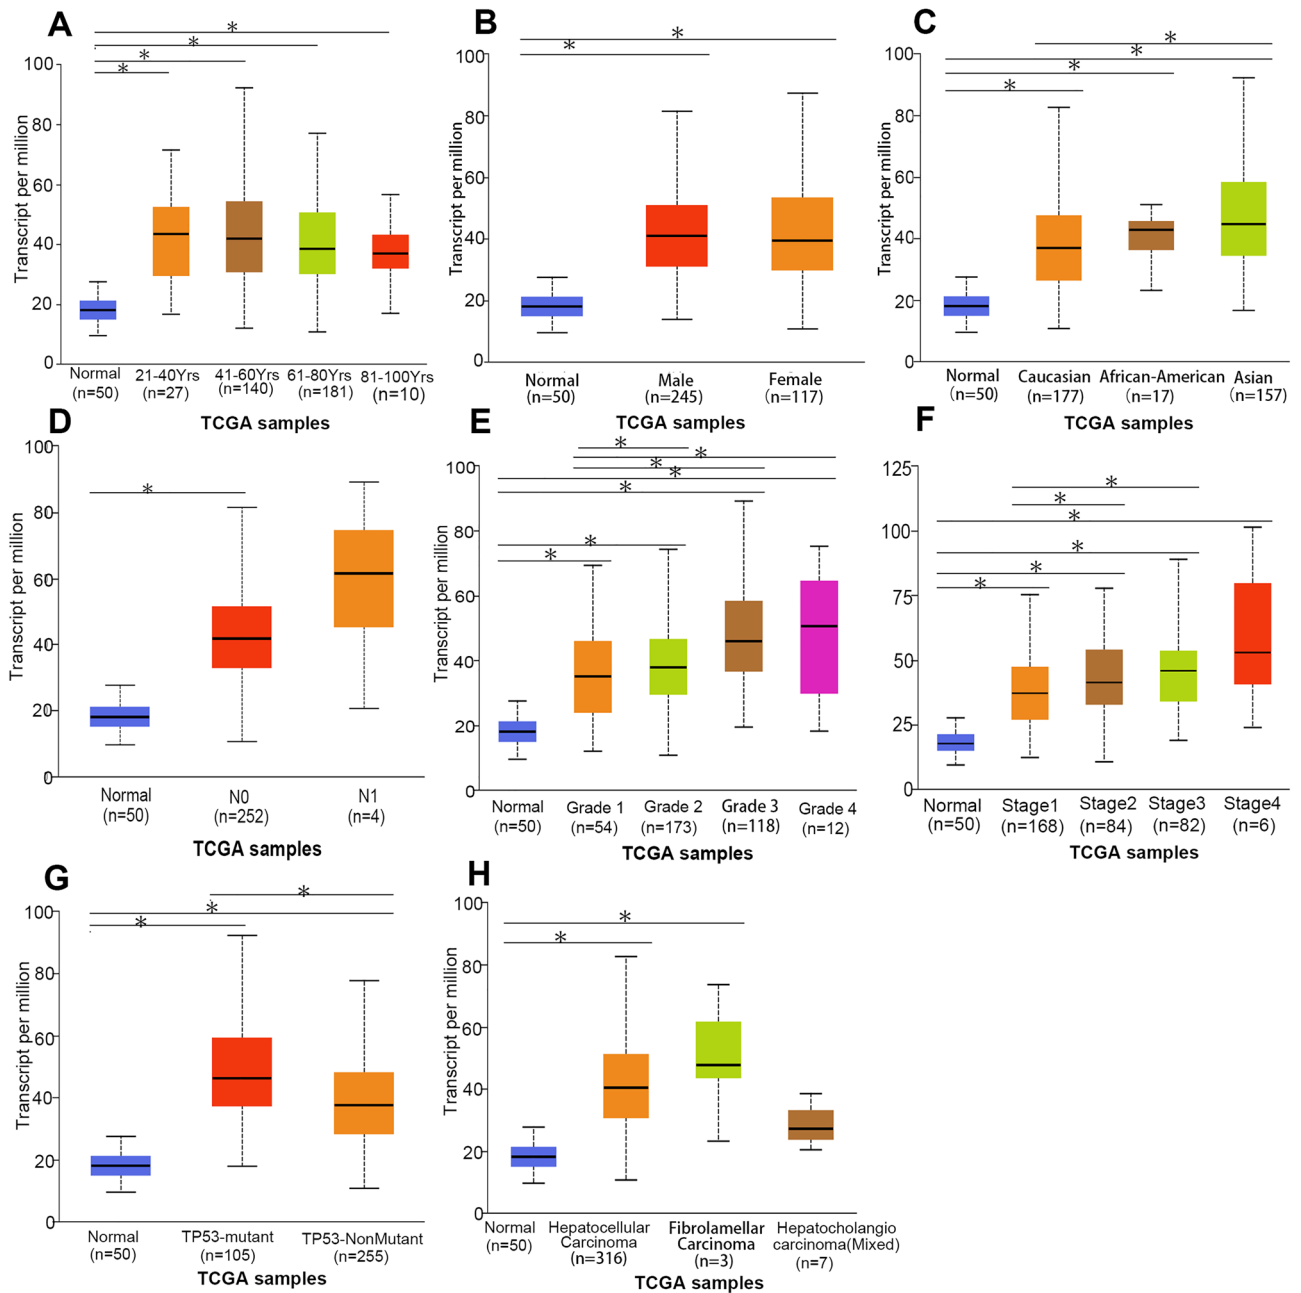 A
* * * *
Transcript per million
100
80
60
40
20
0
Normal
(n=50)
21-40Yrs
(n=27)
41-60Yrs
(n=140)
61-80Yrs
(n=181)
81-100Yrs
(n=10)
TCGA samples
B
* *
Transcript per million
100
80
60
40
20
0
Normal
(n=50)
Male
(n=245)
Female
(n=117)
TCGA samples
C
* * * *
Transcript per million
100
80
60
40
20
0
Normal
(n=50)
Caucasian
(n=177)
African-American
(n=17)
Asian
(n=157)
TCGA samples
D
*
Transcript per million
100
80
60
40
20
0
Normal
(n=50)
N0
(n=252)
N1
(n=4)
TCGA samples
E
* * * * * * *
Transcript per million
100
80
60
40
20
0
Normal
(n=50)
Grade 1
(n=54)
Grade 2
(n=173)
Grade 3
(n=118)
Grade 4
(n=12)
TCGA samples
F
* * * * * *
Transcript per million
125
100
75
50
25
0
Normal
(n=50)
Stage1
(n=168)
Stage2
(n=84)
Stage3
(n=82)
Stage4
(n=6)
TCGA samples
G
* * *
Transcript per million
100
80
60
40
20
0
Normal
(n=50)
TP53-mutant
(n=105)
TP53-NonMutant
(n=255)
TCGA samples
H
* *
Transcript per million
100
80
60
40
20
0
Normal
(n=50)
Hepatocellular
Carcinoma
(n=316)
Fibrolamellar
Carcinoma
(n=3)
Hepatocholangio
carcinoma(Mixed)
(n=7)
TCGA samples